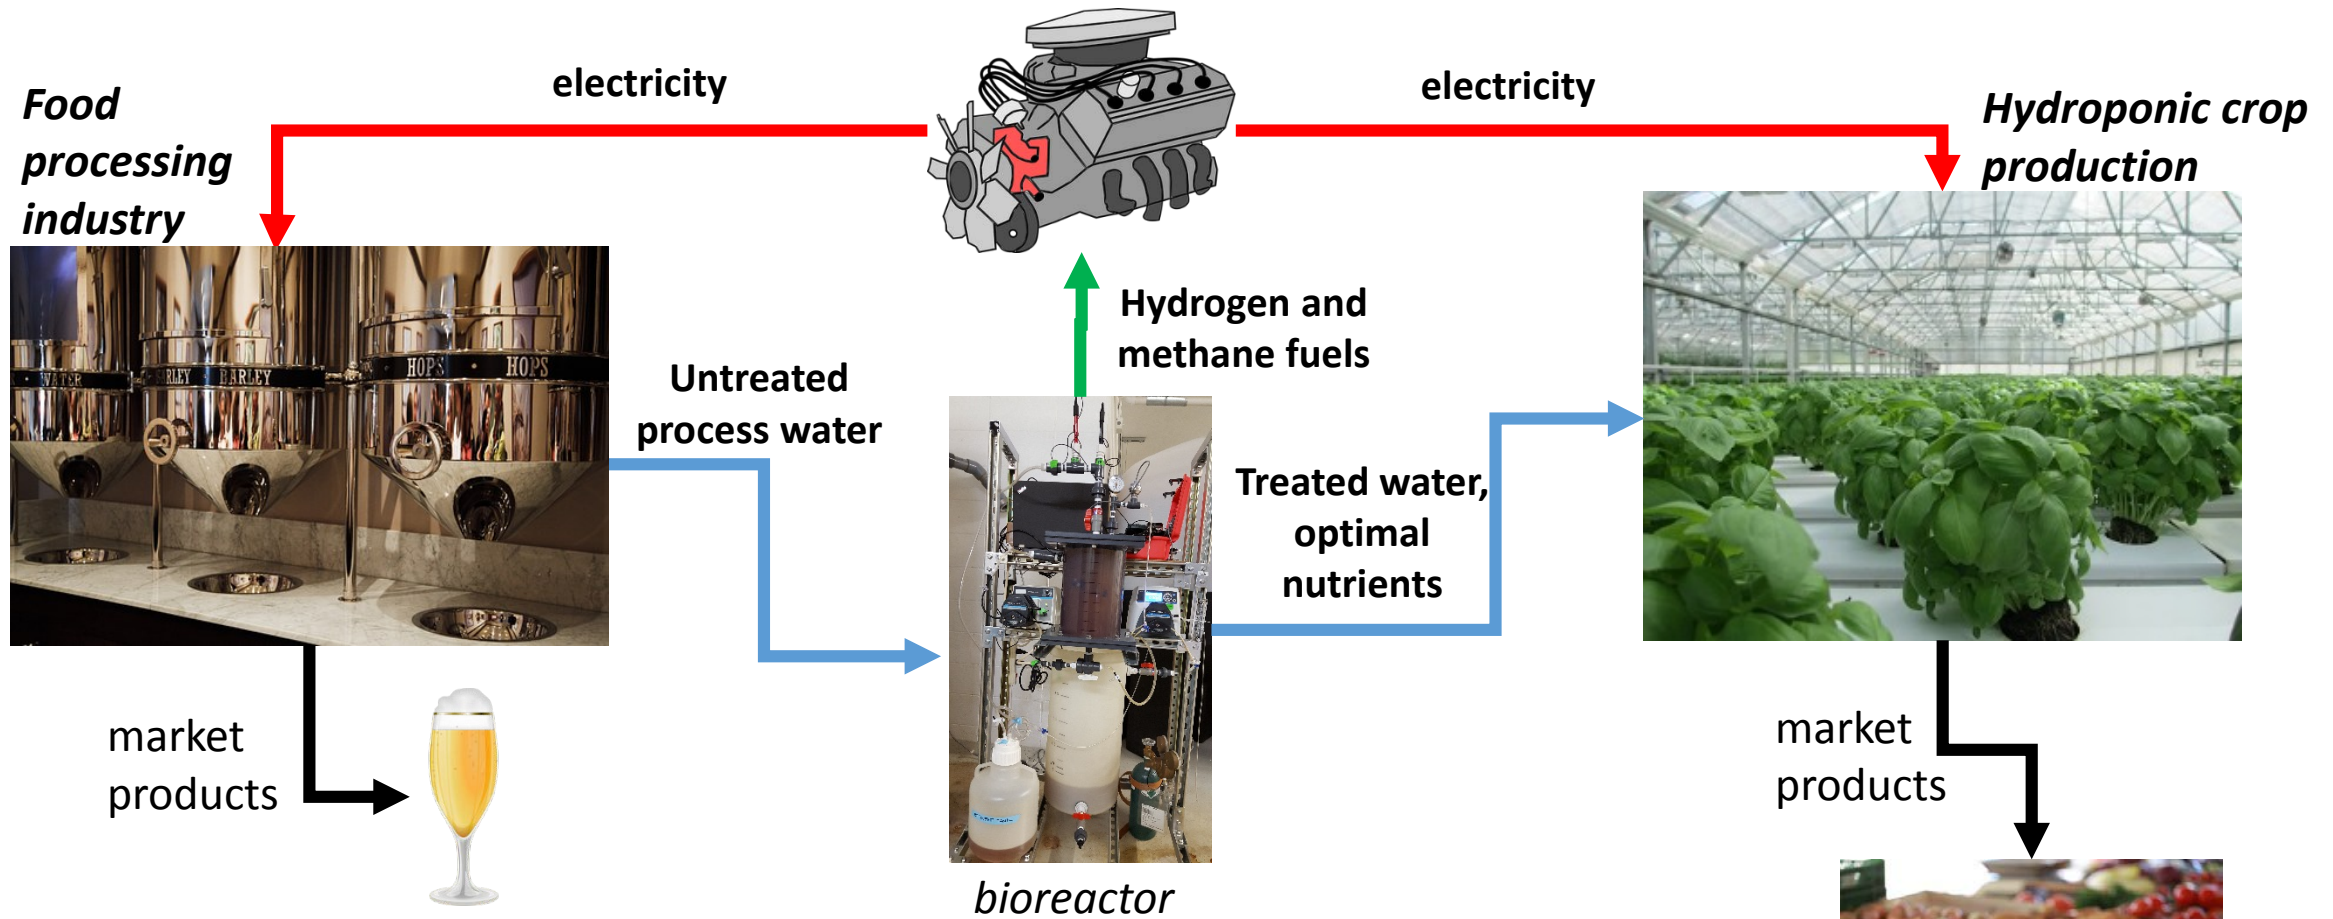 electricity
electricity
Food
processing
industry
Hydroponic crop
production
Hydrogen and
methane fuels
Untreated
process water
WATER
BARLEY
HOPS · HOPS
Treated water,
optimal
nutrients
market
products
market
products
bioreactor